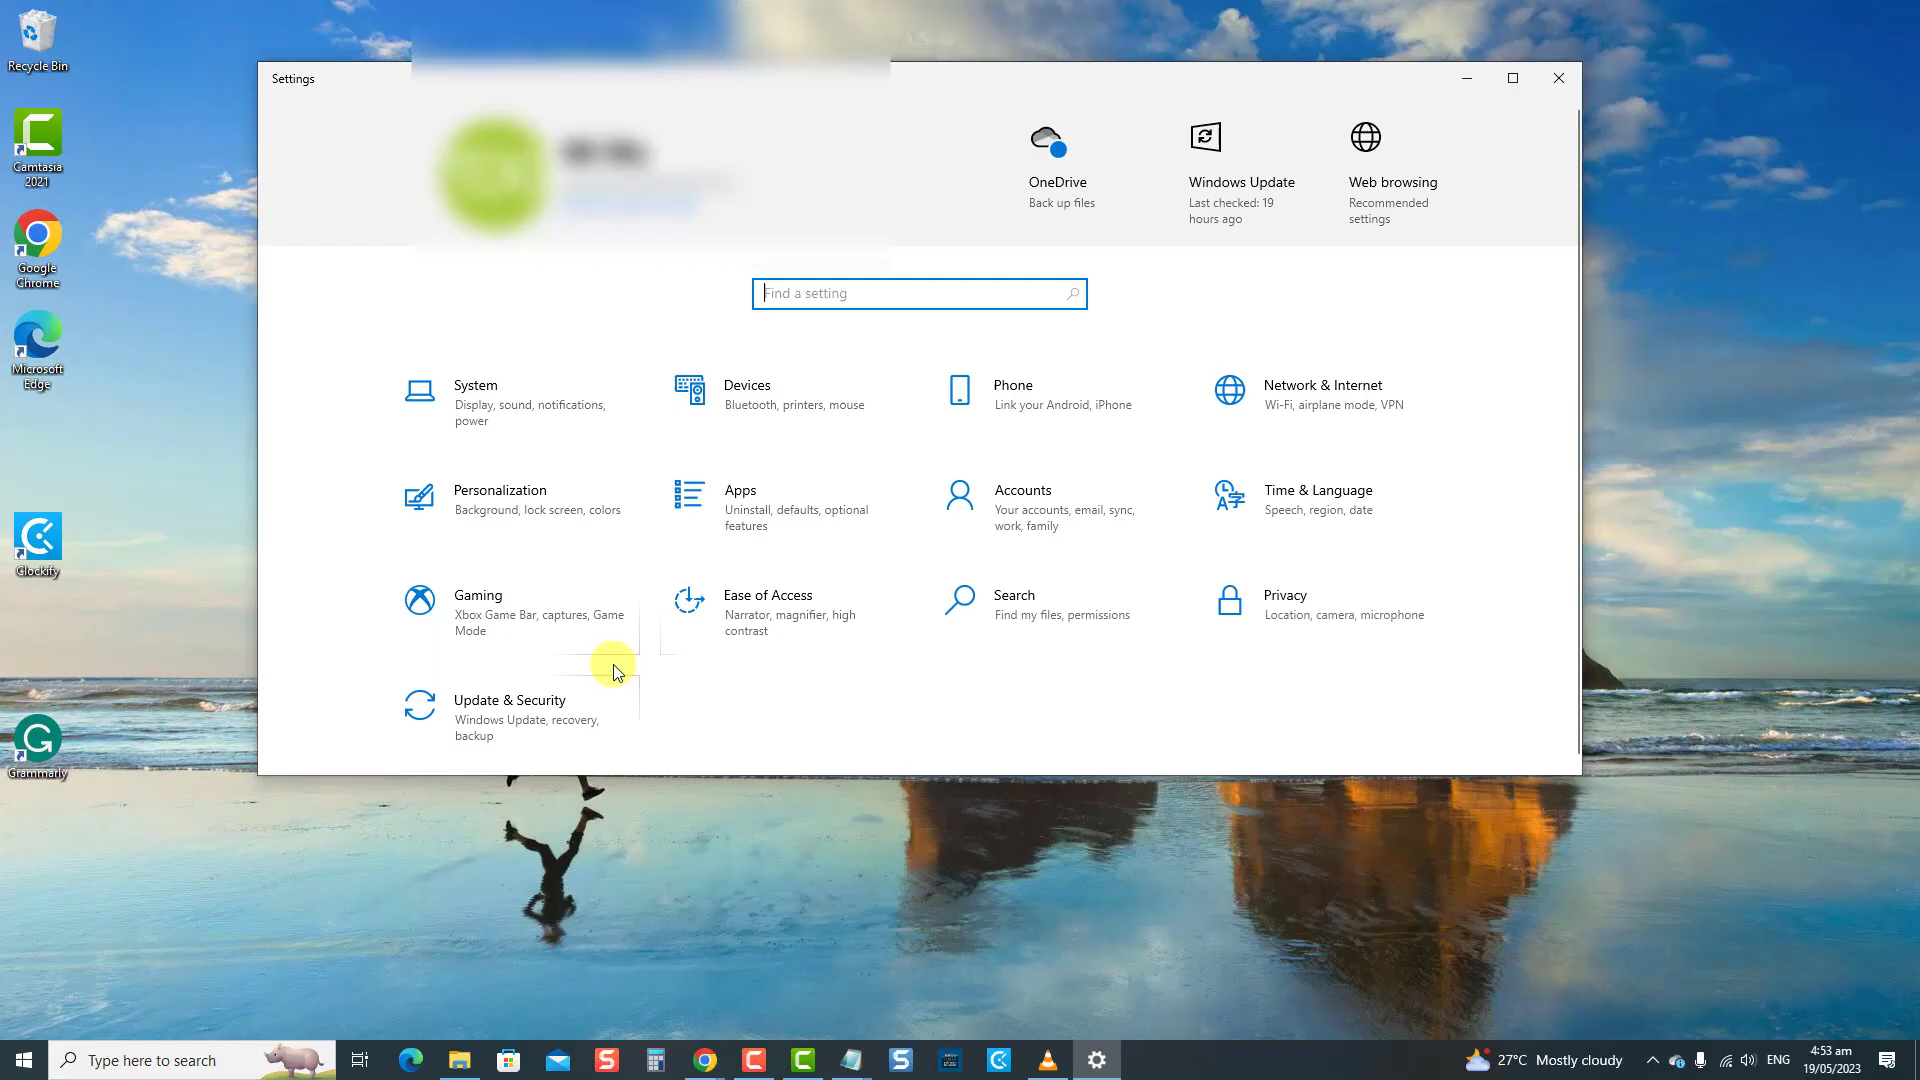 Recycle Bin
Camtasia
2021
Google
Chrome
Microsoft
Edge
Clockify
Grammarly
Settings
OneDrive
Back up files
Windows Update
Last checked: 19
hours ago
Web browsing
Recommended
settings
Find a setting
System
Display, sound, notifications,
power
Devices
Bluetooth, printers, mouse
Phone
Link your Android, iPhone
Network & Internet
Wi-Fi, airplane mode, VPN
Personalization
Background, lock screen, colors
Apps
Uninstall, defaults, optional
features
Accounts
Your accounts, email, sync,
work, family
Time & Language
Speech, region, date
Gaming
Xbox Game Bar, captures, Game
Mode
Ease of Access
Narrator, magnifier, high
contrast
Search
Find my files, permissions
Privacy
Location, camera, microphone
Update & Security
Windows Update, recovery,
backup
Type here to search
27°C Mostly cloudy
ENG
4:53 am
19/05/2023